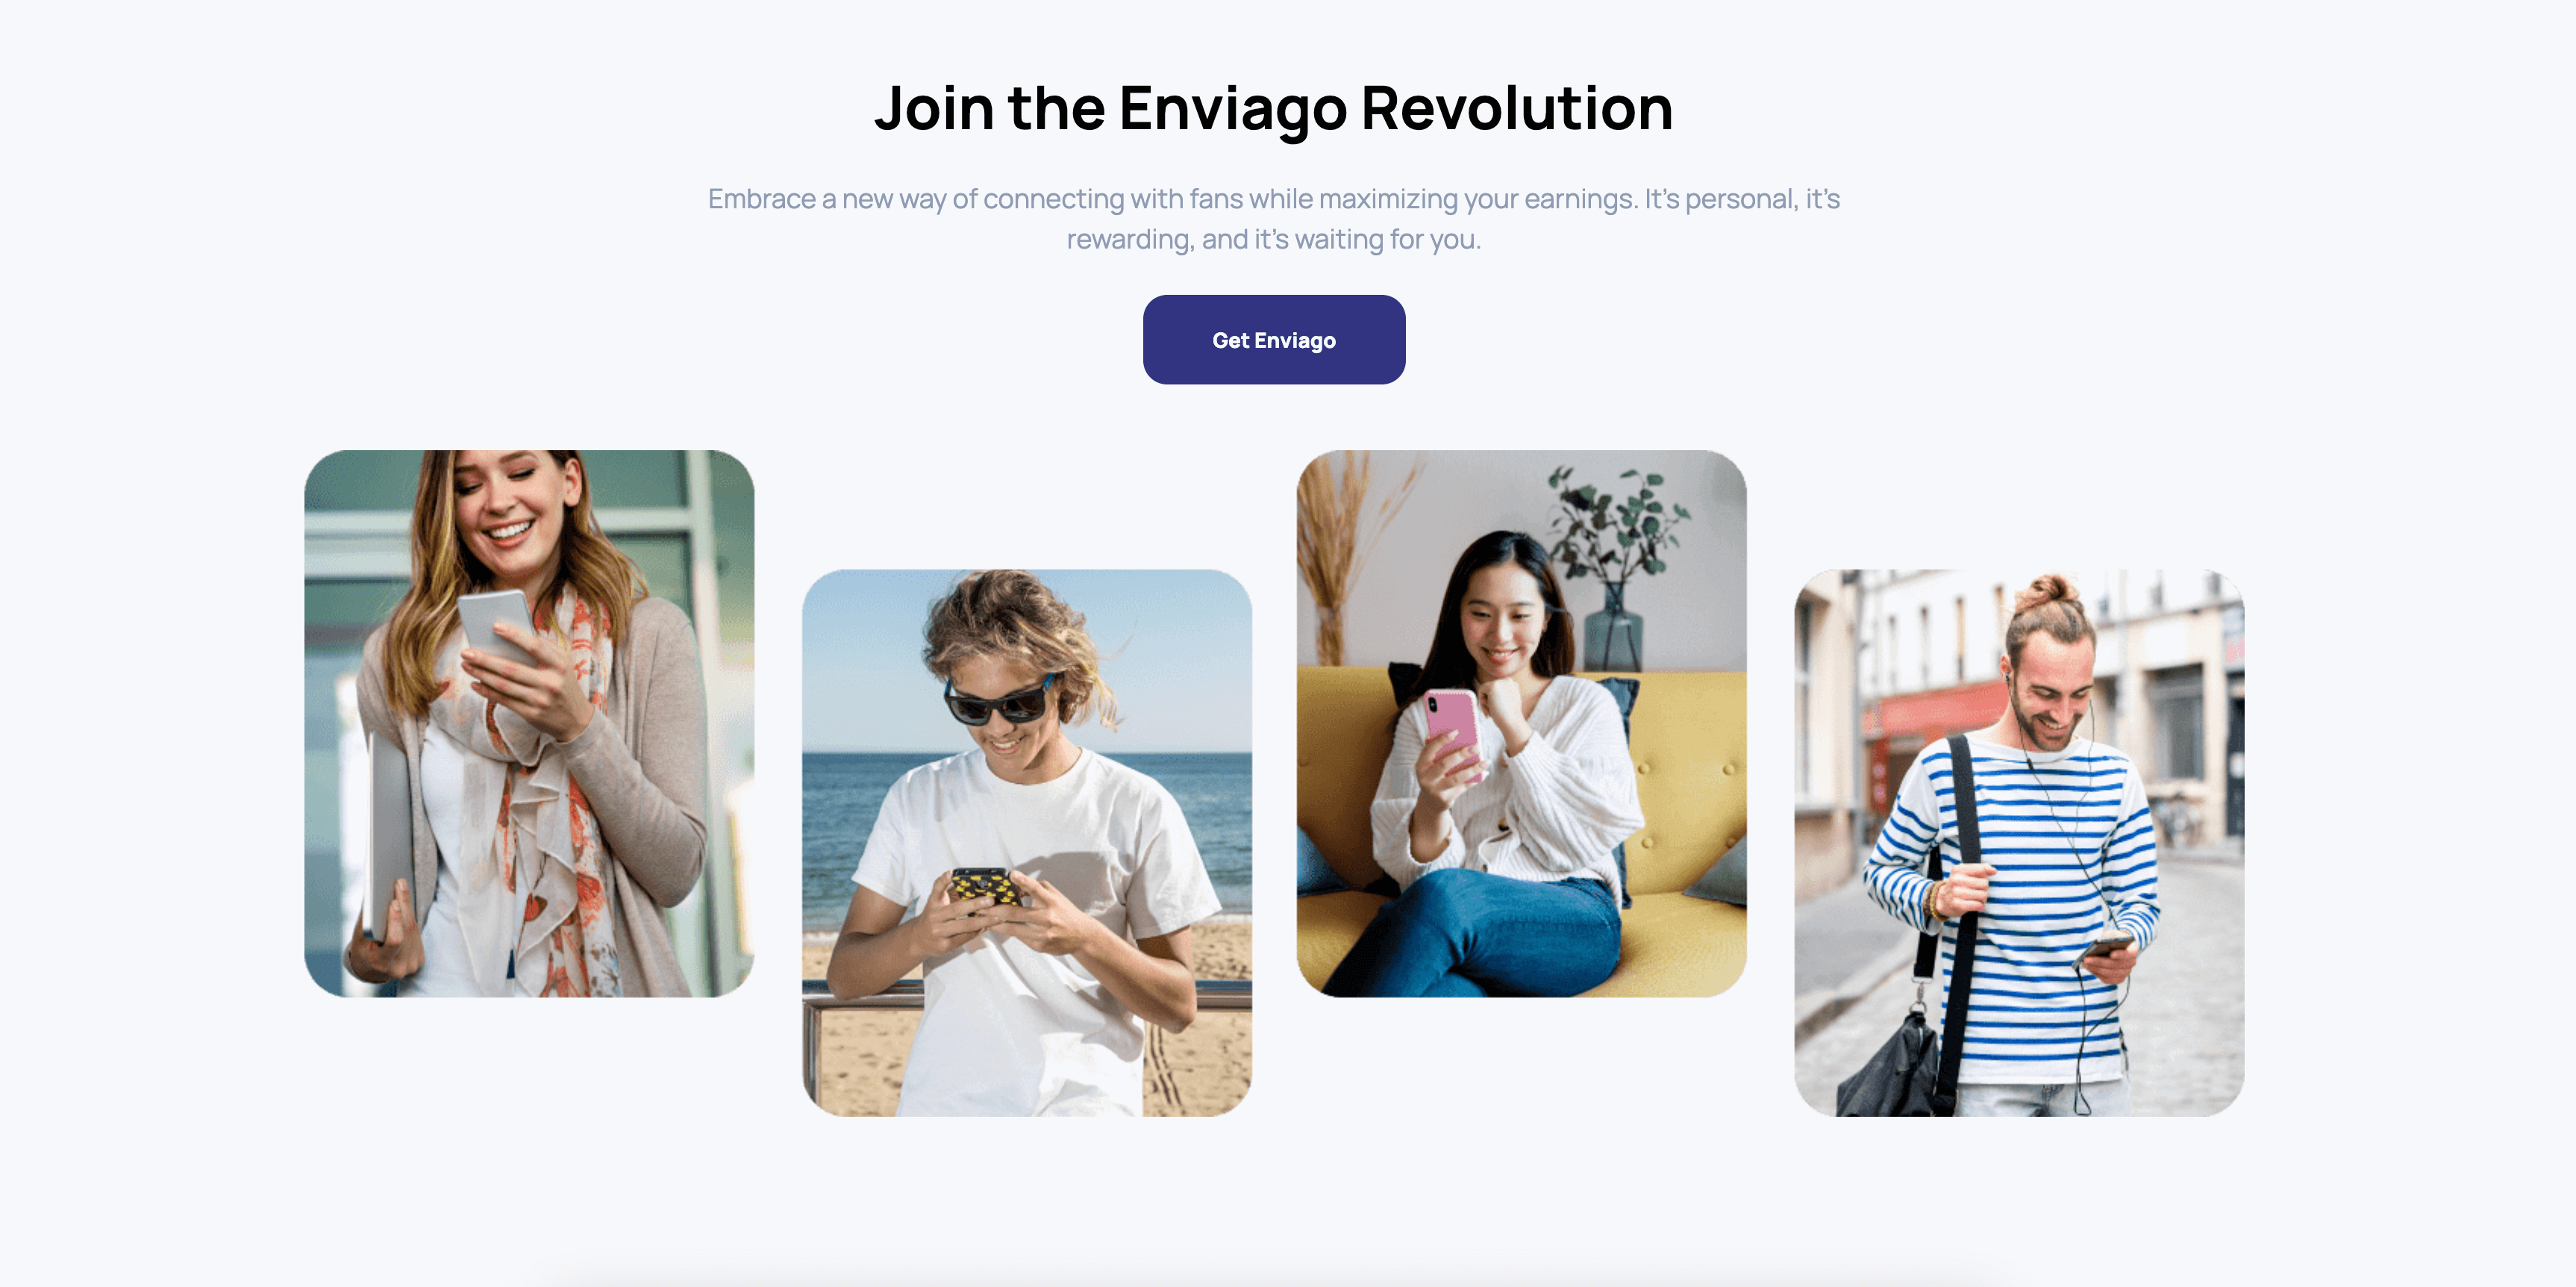 Join the Enviago Revolution
Embrace a new way of connecting with fans while maximizing your earnings. It's personal, it's
rewarding, and it's waiting for you.
Get Enviago